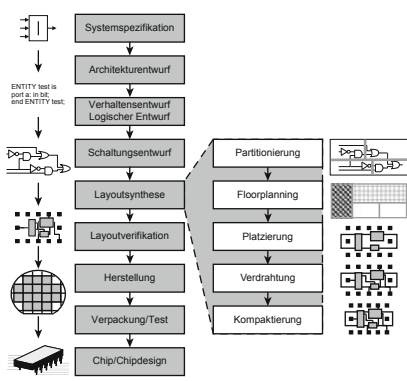 Systemspezifikation
Architekturentwurf
ENTITY test is
port a: in bit;
end ENTITY test;
Verhaltensentwurf
Logischer Entwurf
Schaltungsentwurf
Layoutsynthese
Layoutverifikation
Herstellung
Verpackung/Test
Chip/Chipdesign
Partitionierung
Floorplanning
Platzierung
Verdrahtung
Kompaktierung